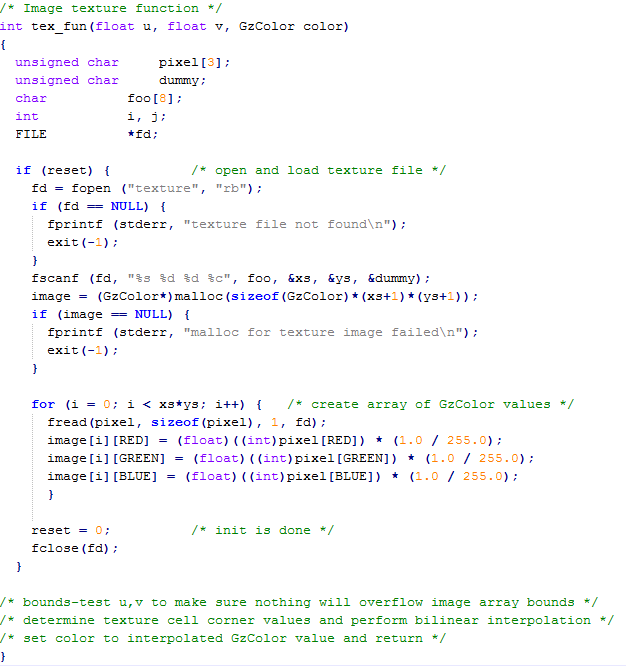 /* Image texture function */
int tex_fun(float u, float v, GzColor color)
{
  unsigned char     pixel[3];
  unsigned char     dummy;
  char          foo[8];
  int           i, j;
  FILE          *fd;

  if (reset) {          /* open and load texture file */
    fd = fopen ("texture", "rb");
    if (fd == NULL) {
      fprintf (stderr, "texture file not found\n");
      exit(-1);
    }
    fscanf (fd, "%s %d %d %c", foo, &xs, &ys, &dummy);
    image = (GzColor*)malloc(sizeof(GzColor)*(xs+1)*(ys+1));
    if (image == NULL) {
      fprintf (stderr, "malloc for texture image failed\n");
      exit(-1);
    }

    for (i = 0; i < xs*ys; i++) {   /* create array of GzColor values */
      fread(pixel, sizeof(pixel), 1, fd);
      image[i][RED] = (float)((int)pixel[RED]) * (1.0 / 255.0);
      image[i][GREEN] = (float)((int)pixel[GREEN]) * (1.0 / 255.0);
      image[i][BLUE] = (float)((int)pixel[BLUE]) * (1.0 / 255.0);
      }

    reset = 0;          /* init is done */
    fclose(fd);
  }

/* bounds-test u,v to make sure nothing will overflow image array bounds */
/* determine texture cell corner values and perform bilinear interpolation */
/* set color to interpolated GzColor value and return */
}